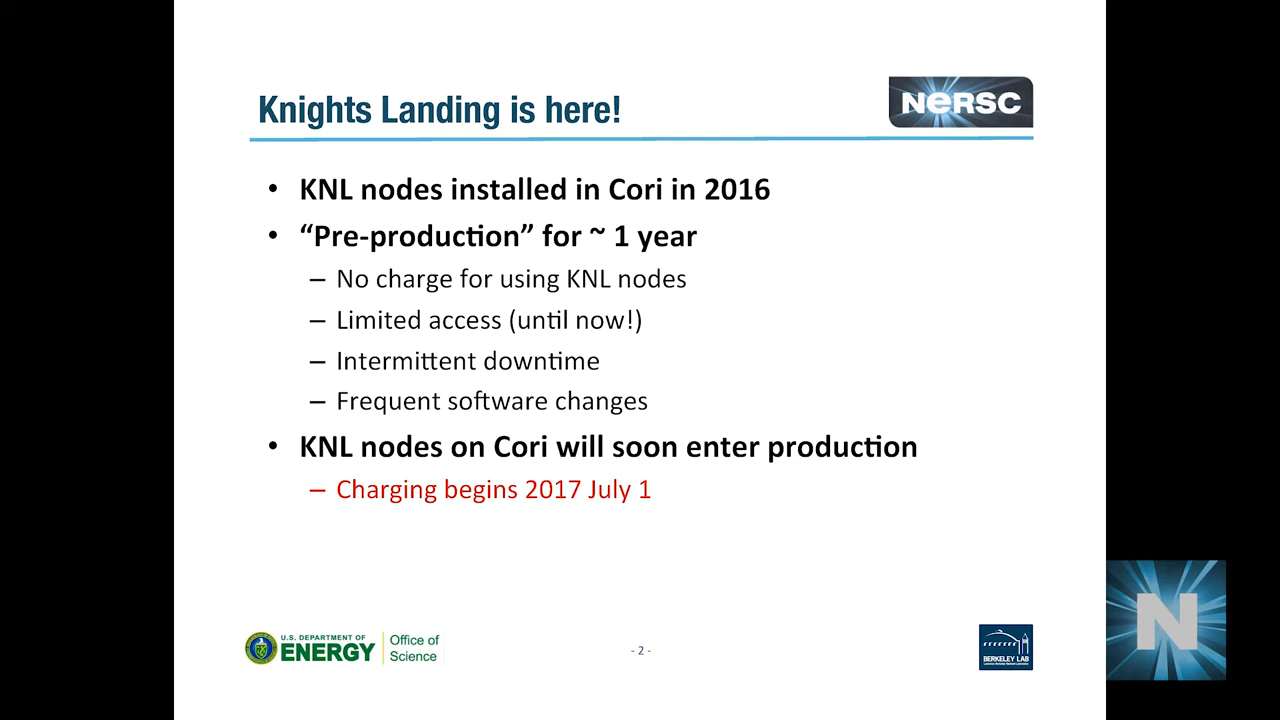 Knights Landing is here!
NERSC
• KNL nodes installed in Cori in 2016
• “Pre-production” for ~ 1 year
– No charge for using KNL nodes
– Limited access (until now!)
– Intermittent downtime
– Frequent software changes
• KNL nodes on Cori will soon enter production
– Charging begins 2017 July 1
U.S. DEPARTMENT OF
ENERGY
Office of
Science
- 2 -
BERKELEY LAB
N